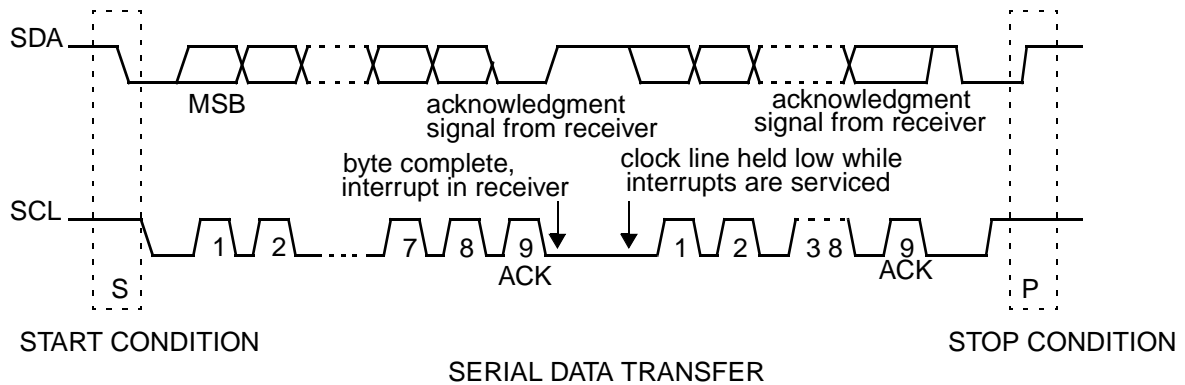 SDA
MSB
acknowledgment
signal from receiver
acknowledgment
signal from receiver
byte complete,
interrupt in receiver
clock line held low while
interrupts are serviced
SCL
1 2 7 8 9 1 2 3 8 9
ACK ACK
S P
START CONDITION STOP CONDITION
SERIAL DATA TRANSFER